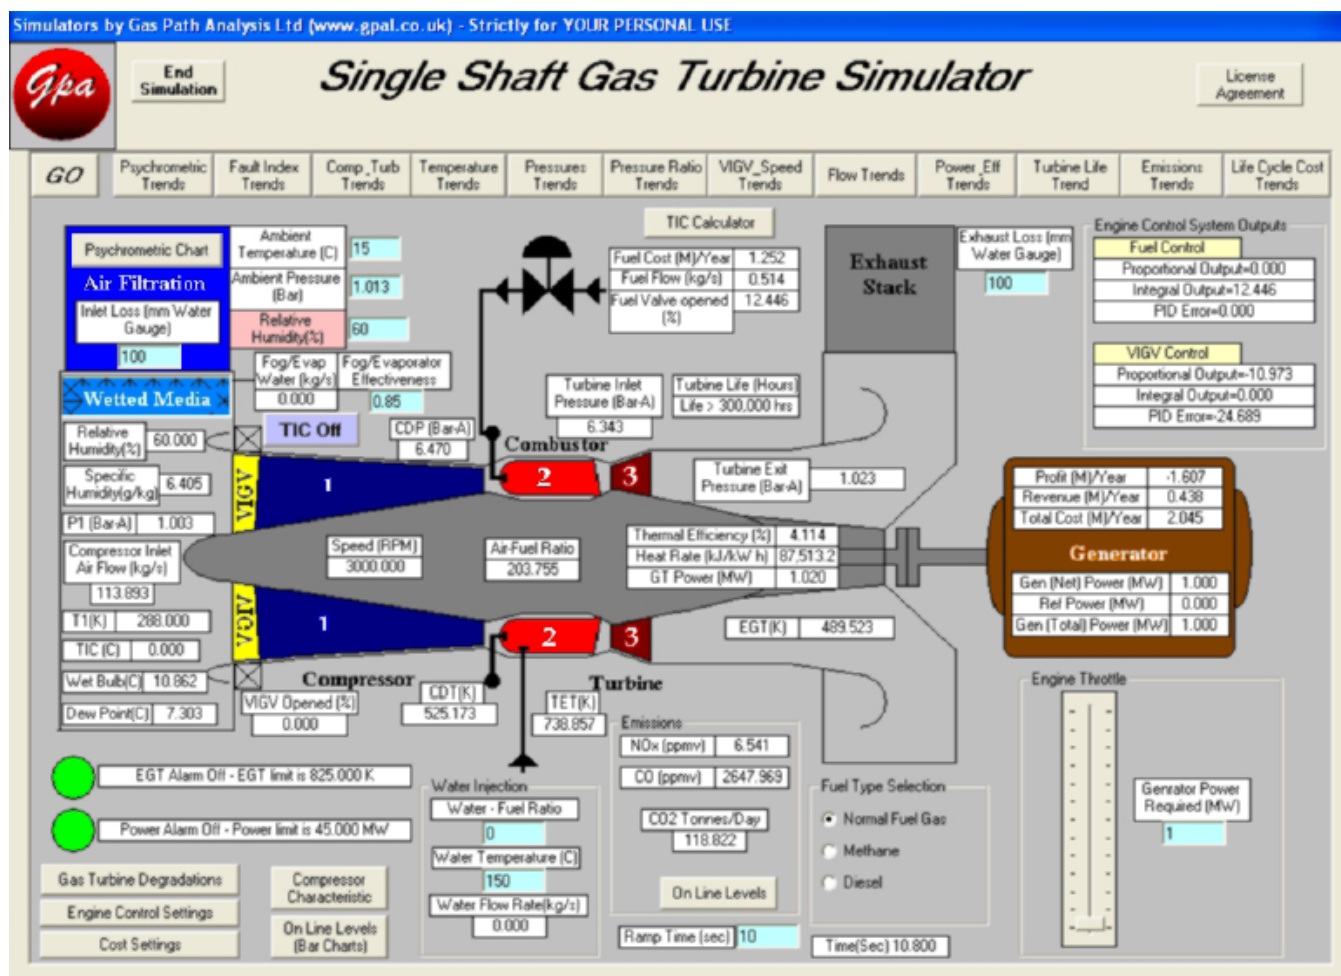 Simulators by Gas Path Analysis Ltd (www.gpal.co.uk) - Strictly for YOUR PERSONAL USE
Gpa
End
Simulation
Single Shaft Gas Turbine Simulator
License
Agreement
GO
Psychrometric
Trends
Fault Index
Trends
Comp_Turb
Trends
Temperature
Trends
Pressures
Trends
Pressure Ratio
Trends
VIGV_Speed
Trends
Flow Trends
Power_Eff
Trends
Turbine Life
Trend
Emissions
Trends
Life Cycle Cost
Trends
TIC Calculator
Psychrometric Chart
Air Filtration
Inlet Loss (mm Water
Gauge)
100
Ambient
Temperature (C)
15
Ambient Pressure
(Bar)
1.013
Relative
Humidity(%)
60
Fuel Cost (M)/Year 1.252
Fuel Flow (kg/s) 0.514
Fuel Valve opened
(%)
12.446
Exhaust
Stack
Exhaust Loss (mm
Water Gauge)
100
Engine Control System Outputs
Fuel Control
Proportional Output=0.000
Integral Output=12.446
PID Error=0.000
VIGV Control
Proportional Output=-10.973
Integral Output=0.000
PID Error=-24.689
Wetted Media
Fog/Evap
Water (kg/s)
0.000
Fog/Evaporator
Effectiveness
0.85
TIC Off
Turbine Inlet
Pressure (Bar-A)
6.343
Turbine Life (Hours)
Life > 300,000 hrs
CDP (Bar-A)
6.470
Combustor
Relative
Humidity(%)
60.000
Specific
Humidity(g/kg)
6.405
P1 (Bar-A) 1.003
Compressor Inlet
Air Flow (kg/s)
113.893
T1(K) 288.000
TIC (C) 0.000
Wet Bulb(C) 10.862
Dew Point(C) 7.303
VIGV
1
2
3
Turbine Exit
Pressure (Bar-A)
1.023
Speed (RPM)
3000.000
Air-Fuel Ratio
203.755
Thermal Efficiency (%) 4.114
Heat Rate (kJ/kW h) 87,513.2
GT Power (MW) 1.020
Profit (M)/Year -1.607
Revenue (M)/Year 0.438
Total Cost (M)/Year 2.045
Generator
Gen (Net) Power (MW) 1.000
Ref Power (MW) 0.000
Gen (Total) Power (MW) 1.000
VIGV
1
2
3
EGT(K) 489.523
Compressor
Turbine
VIGV Opened (%)
0.000
CDT(K)
525.173
TET(K)
738.857
EGT Alarm Off - EGT limit is 825.000 K
Power Alarm Off - Power limit is 45.000 MW
Gas Turbine Degradations
Engine Control Settings
Cost Settings
Compressor
Characteristic
On Line Levels
(Bar Charts)
Water Injection
Water - Fuel Ratio
0
Water Temperature (C)
150
Water Flow Rate(kg/s)
0.000
Emissions
NOx (ppmv) 6.541
CO (ppmv) 2647.969
CO2 Tonnes/Day
118.822
On Line Levels
Ramp Time (sec) 10
Fuel Type Selection
Normal Fuel Gas
Methane
Diesel
Time(Sec) 10.800
Engine Throttle
Genrator Power
Required (MW)
1